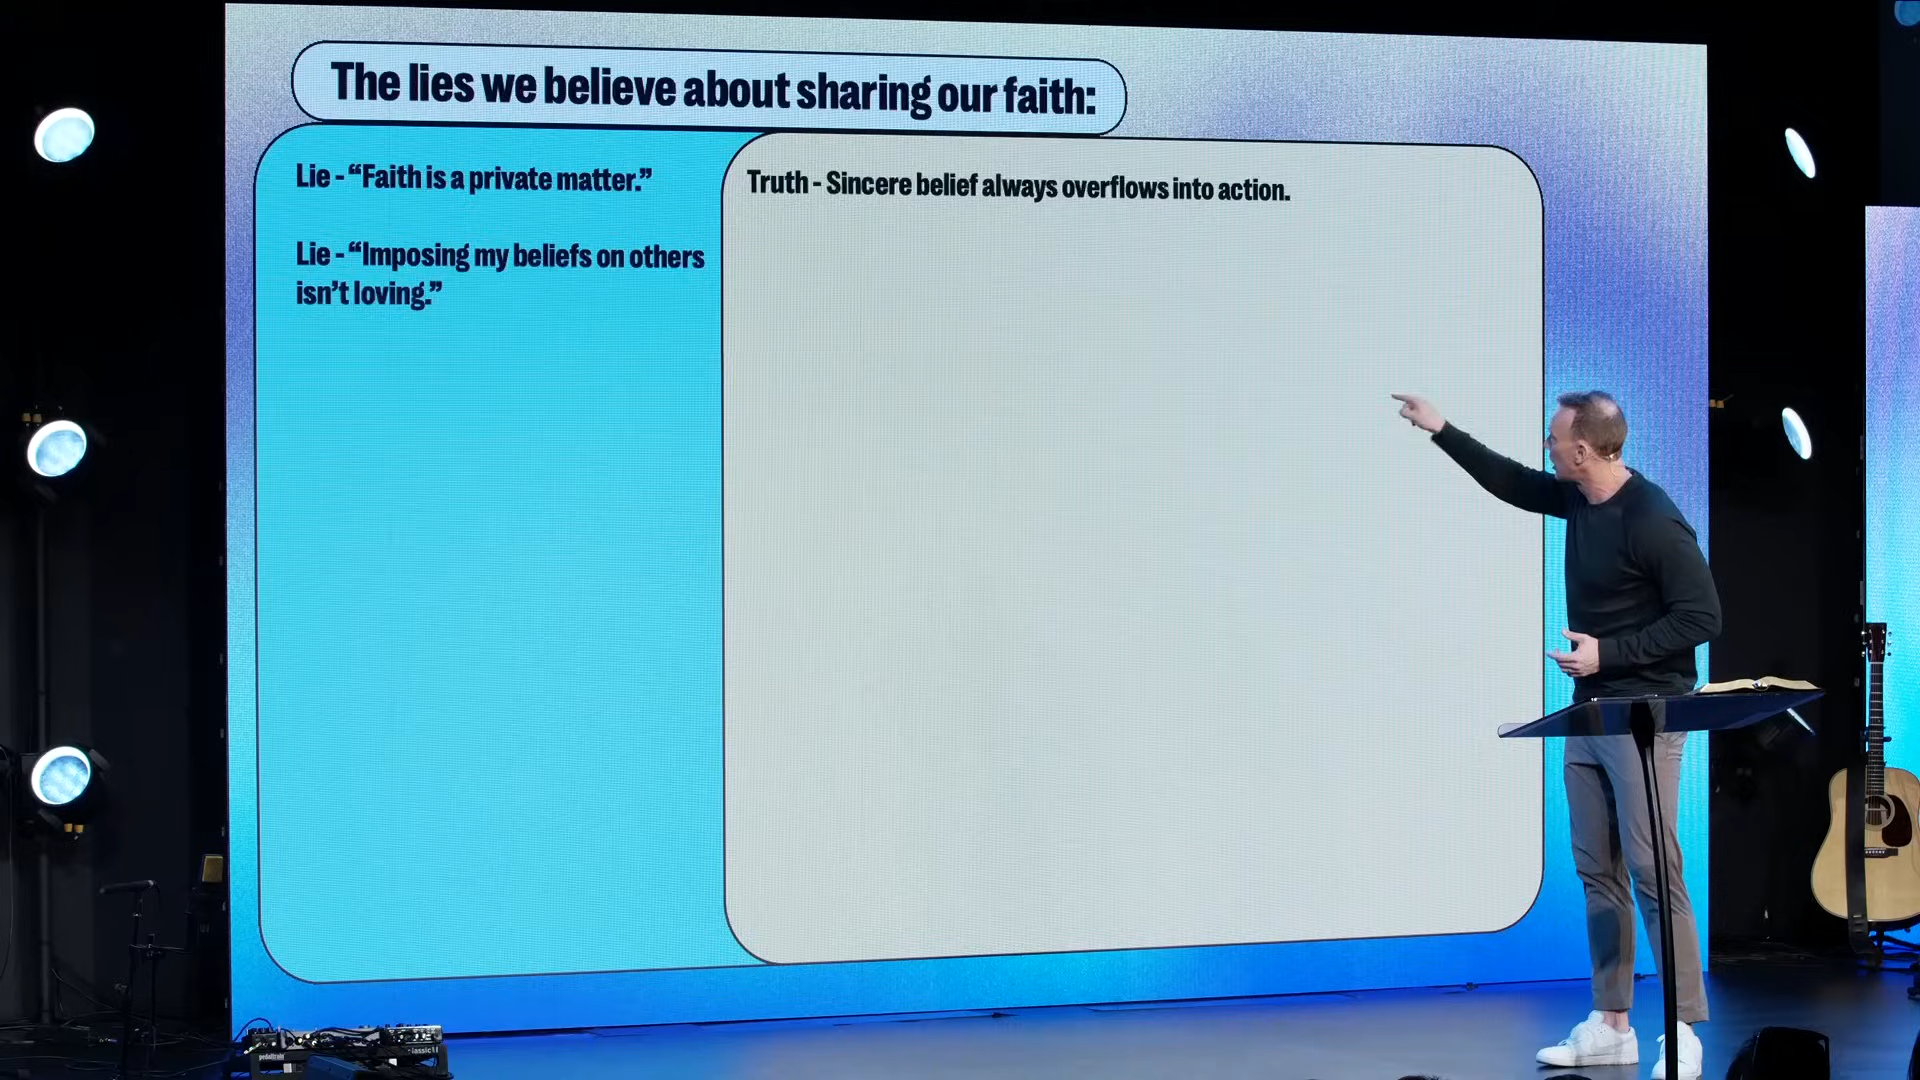 The lies we believe about sharing our faith:
Lie - “Faith is a private matter.”
Truth - Sincere belief always overflows into action.
Lie - “Imposing my beliefs on others
isn’t loving.”
pedaltrain